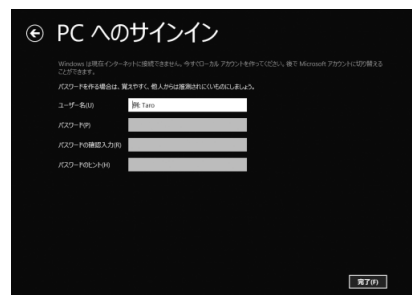 PC へのサインイン
Windows は現在インターネットに接続できません。今すぐローカル アカウントを作ってください。後で Microsoft アカウントに切り替える
ことができます。
パスワードを作る場合は、覚えやすく、他人からは推測されにくいものにしましょう。
ユーザー名(U)
例: Taro
パスワード(P)
パスワードの確認入力(R)
パスワードのヒント(H)
完了(F)